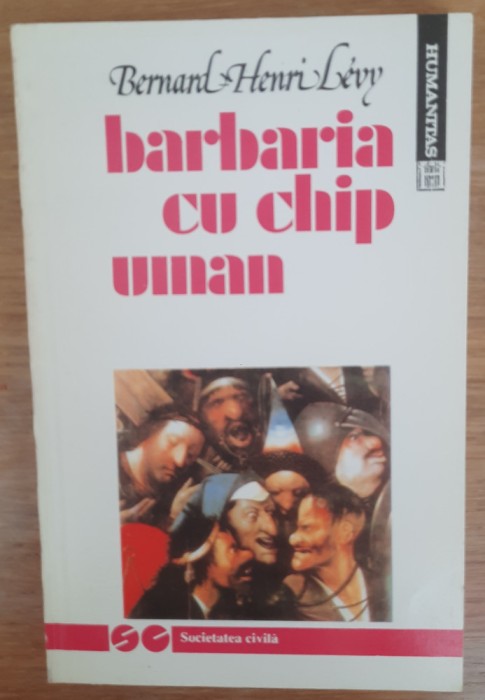 Bernard-Henri Lévy
HUMANITAS
barbaria
cu chip
uman
SC Societatea civilă